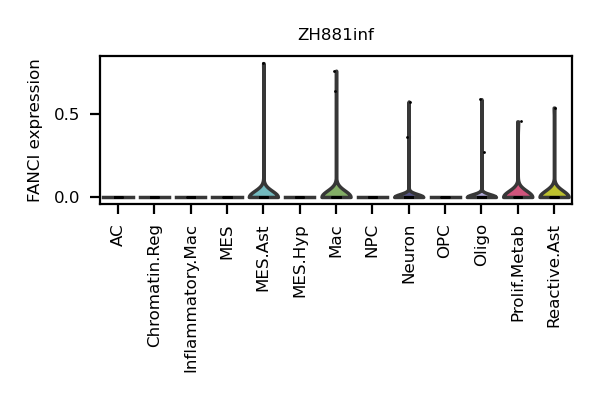 ZH881inf
FANCI expression
0.5
0.0
AC
Chromatin.Reg
Inflammatory.Mac
MES
MES.Ast
MES.Hyp
Mac
NPC
Neuron
OPC
Oligo
Prolif.Metab
Reactive.Ast